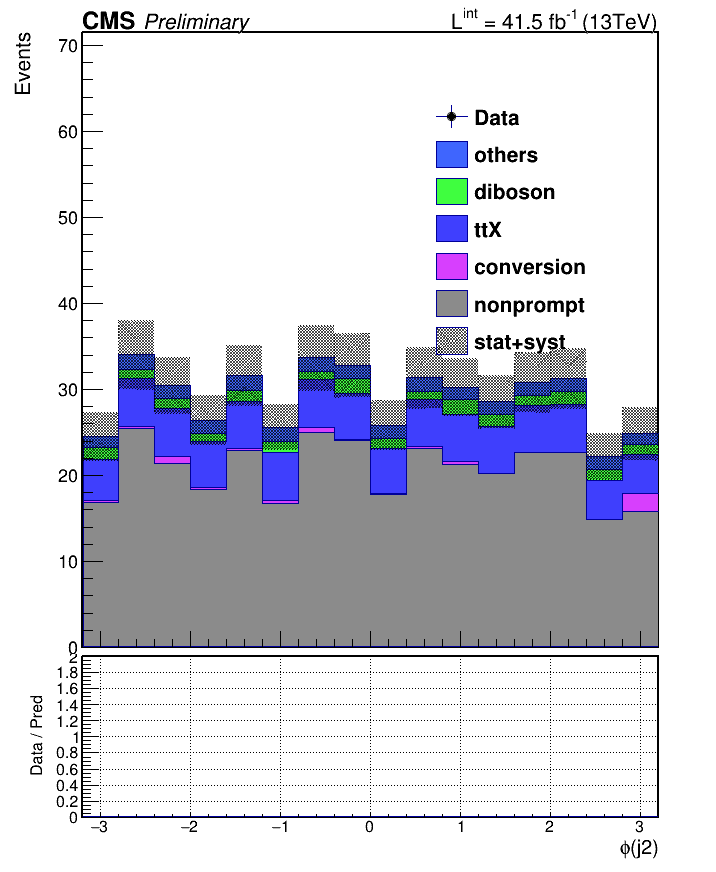 CMS Preliminary
L^int = 41.5 fb^-1 (13TeV)
Events
70
60
50
40
30
20
10
0
Data
others
diboson
ttX
conversion
nonprompt
stat+syst
Data / Pred
2
1.8
1.6
1.4
1.2
1
0.8
0.6
0.4
0.2
0
−3 −2 −1 0 1 2 3
ϕ(j2)